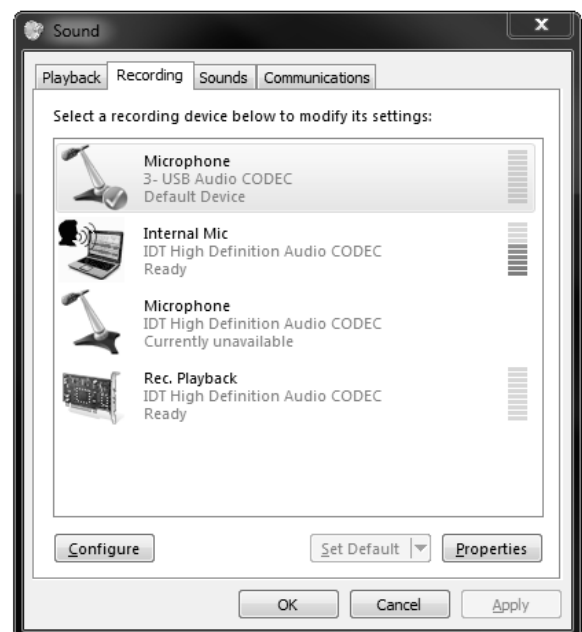 Sound
Playback Recording Sounds Communications
Select a recording device below to modify its settings:
Microphone
3- USB Audio CODEC
Default Device
Internal Mic
IDT High Definition Audio CODEC
Ready
Microphone
IDT High Definition Audio CODEC
Currently unavailable
Rec. Playback
IDT High Definition Audio CODEC
Ready
Configure Set Default Properties
OK Cancel Apply